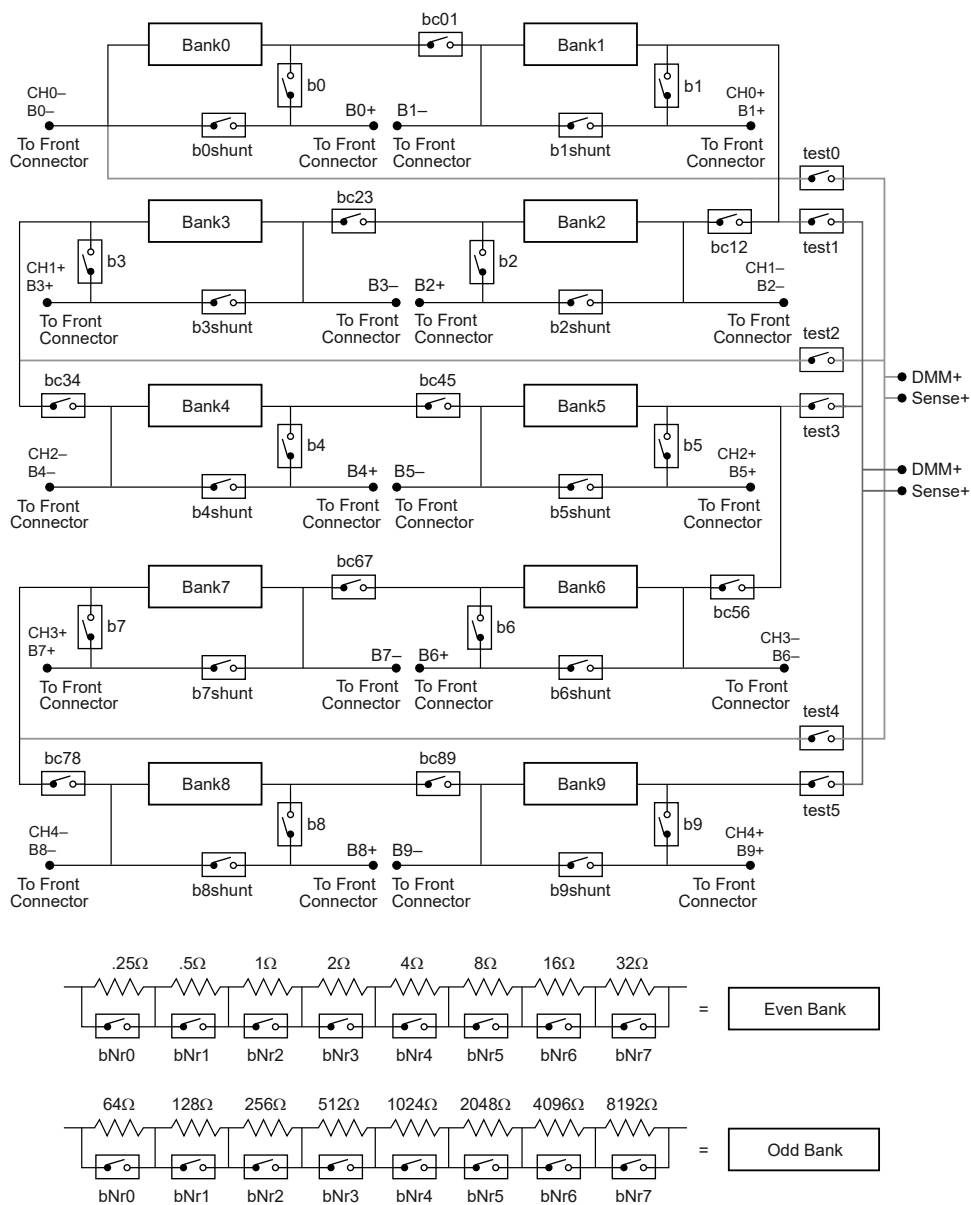 bc01
Bank0
Bank1
CH0–
B0–
b0
B0+
B1–
b1
CH0+
B1+
To Front
Connector
b0shunt
To Front
Connector
To Front
Connector
b1shunt
To Front
Connector
test0
bc23
Bank3
Bank2
bc12
test1
b3
CH1+
B3+
B3–
B2+
b2
CH1–
B2–
To Front
Connector
b3shunt
To Front
Connector
To Front
Connector
b2shunt
To Front
Connector
test2
bc34
bc45
DMM+
Sense+
Bank4
Bank5
test3
b4
b5
CH2–
B4–
B4+
B5–
CH2+
B5+
DMM+
Sense+
To Front
Connector
b4shunt
To Front
Connector
To Front
Connector
b5shunt
To Front
Connector
bc67
Bank7
Bank6
bc56
b7
b6
CH3+
B7+
B7–
B6+
CH3–
B6–
To Front
Connector
b7shunt
To Front
Connector
To Front
Connector
b6shunt
To Front
Connector
test4
bc78
bc89
Bank8
Bank9
test5
b8
b9
CH4–
B8–
B8+
B9–
CH4+
B9+
To Front
Connector
b8shunt
To Front
Connector
To Front
Connector
b9shunt
To Front
Connector
.25Ω .5Ω 1Ω 2Ω 4Ω 8Ω 16Ω 32Ω
= Even Bank
bNr0 bNr1 bNr2 bNr3 bNr4 bNr5 bNr6 bNr7
64Ω 128Ω 256Ω 512Ω 1024Ω 2048Ω 4096Ω 8192Ω
= Odd Bank
bNr0 bNr1 bNr2 bNr3 bNr4 bNr5 bNr6 bNr7